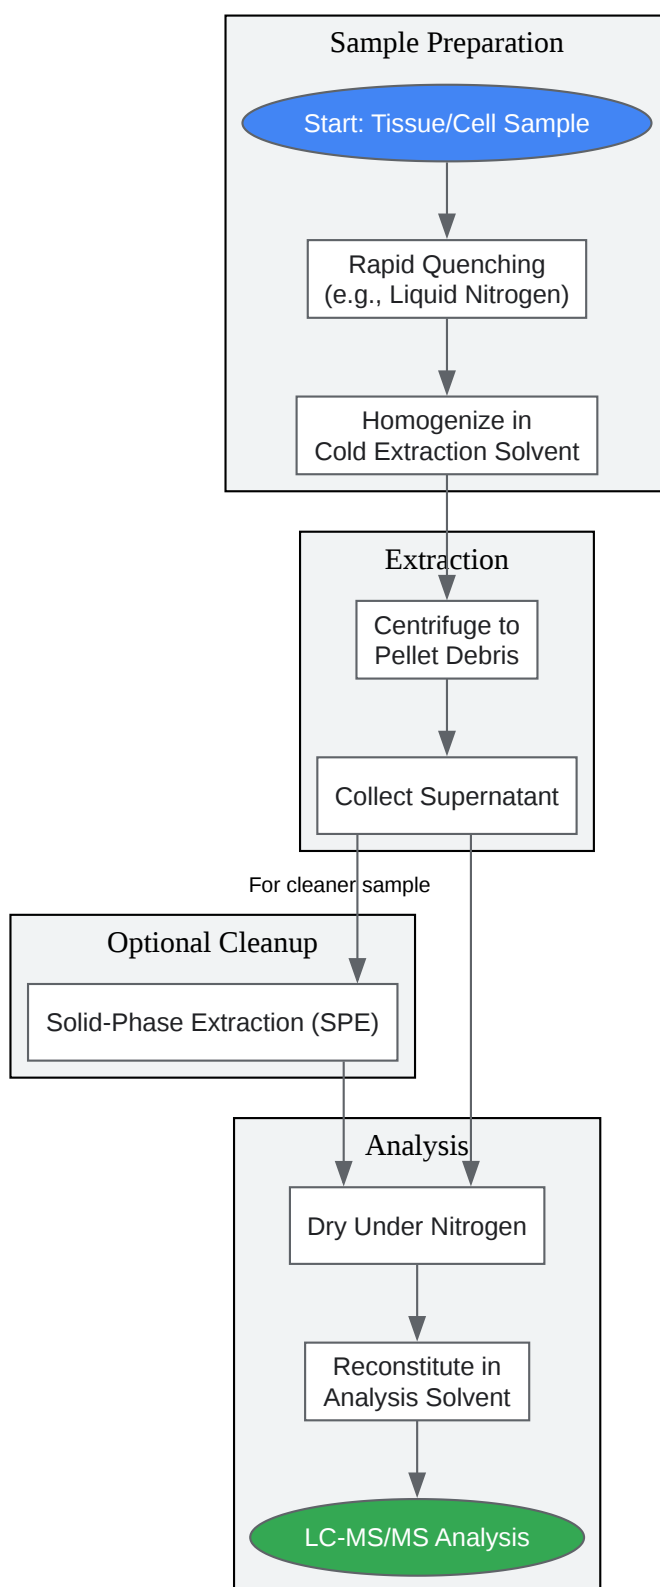 Sample Preparation
Start: Tissue/Cell Sample
Rapid Quenching
(e.g., Liquid Nitrogen)
Homogenize in
Cold Extraction Solvent
Extraction
Centrifuge to
Pellet Debris
Collect Supernatant
For cleaner sample
Optional Cleanup
Solid-Phase Extraction (SPE)
Analysis
Dry Under Nitrogen
Reconstitute in
Analysis Solvent
LC-MS/MS Analysis